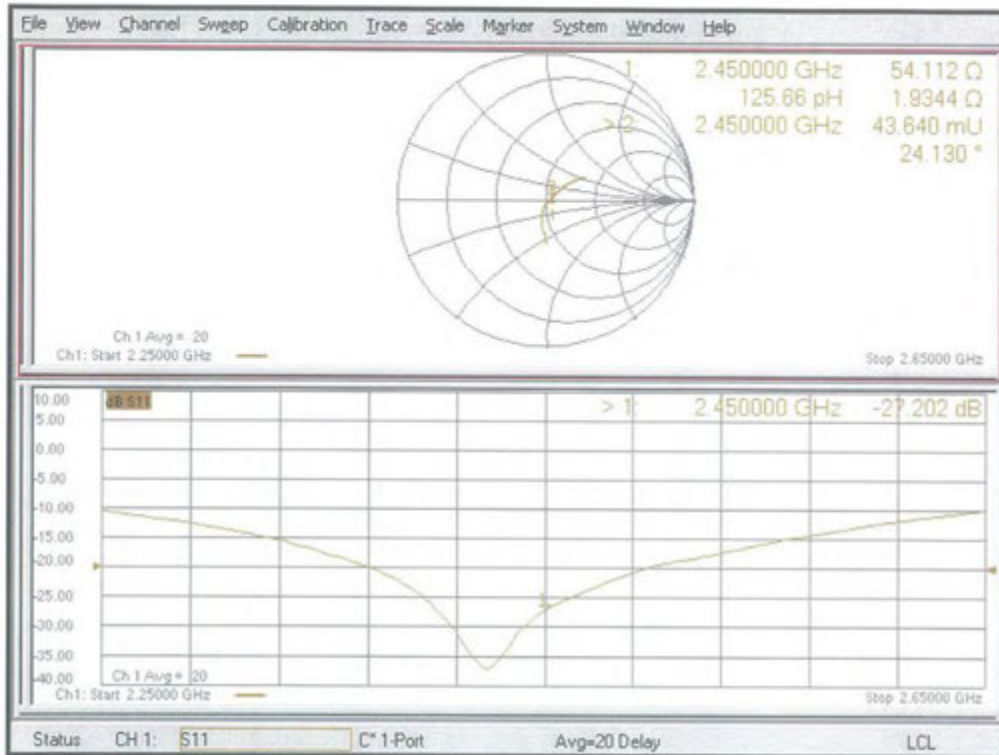 File View Channel Sweep Calibration Trace Scale Marker System Window Help
1: 2.450000 GHz 54.112 Ω
125.66 pH 1.9344 Ω
> 2: 2.450000 GHz 43.640 mU
24.130 °
Ch 1 Avg = 20
Ch1: Start 2.25000 GHz
Stop 2.65000 GHz
10.00
dB S11
> 1: 2.450000 GHz -27.202 dB
5.00
0.00
-5.00
-10.00
-15.00
-20.00
-25.00
-30.00
-35.00
-40.00
Ch 1 Avg = 20
Ch1: Start 2.25000 GHz
Stop 2.65000 GHz
Status CH 1: S11 C* 1-Port Avg=20 Delay LCL